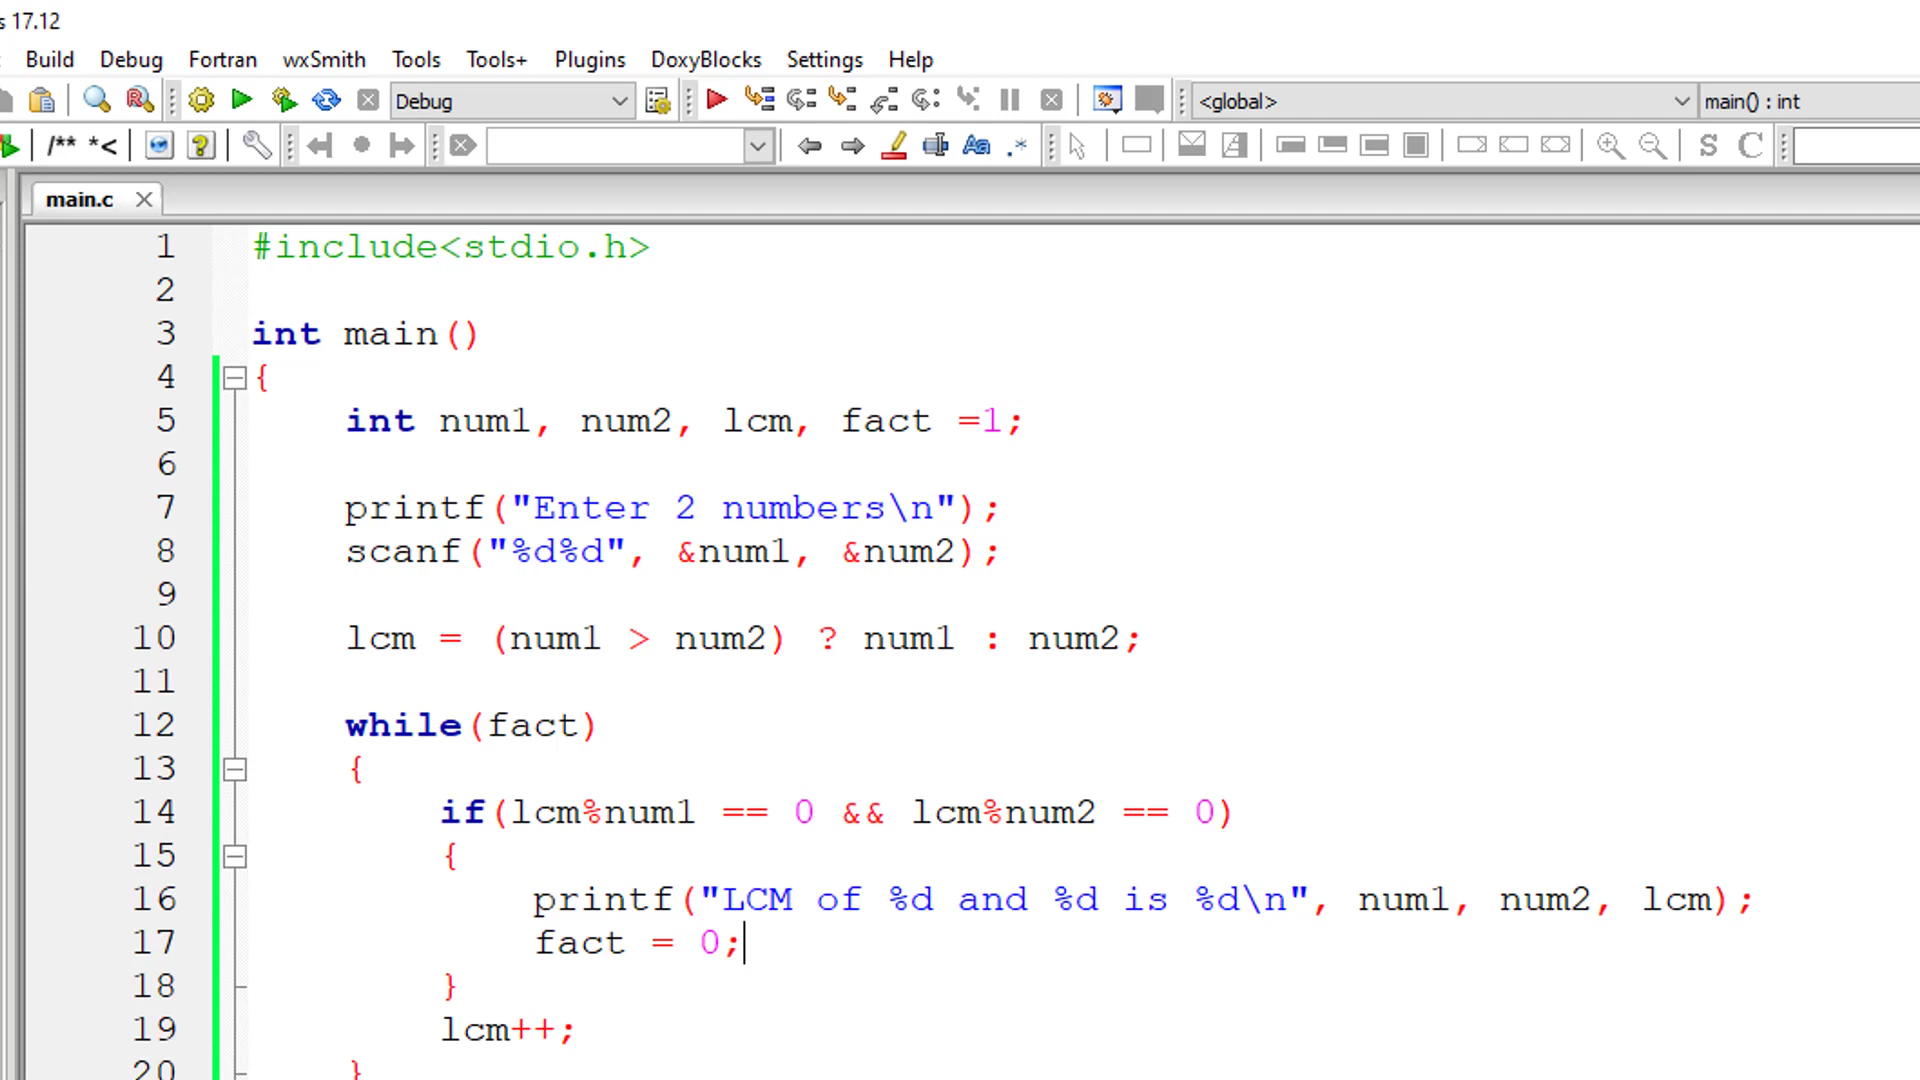 s 17.12
Build Debug Fortran wxSmith Tools Tools+ Plugins DoxyBlocks Settings Help
Debug <global> main() : int
/** *< Aa .* S C
main.c
1 #include<stdio.h>
2
3 int main()
4 {
5 int num1, num2, lcm, fact =1;
6
7 printf("Enter 2 numbers\n");
8 scanf("%d%d", &num1, &num2);
9
10 lcm = (num1 > num2) ? num1 : num2;
11
12 while(fact)
13 {
14 if(lcm%num1 == 0 && lcm%num2 == 0)
15 {
16 printf("LCM of %d and %d is %d\n", num1, num2, lcm);
17 fact = 0;
18 }
19 lcm++;
20 }